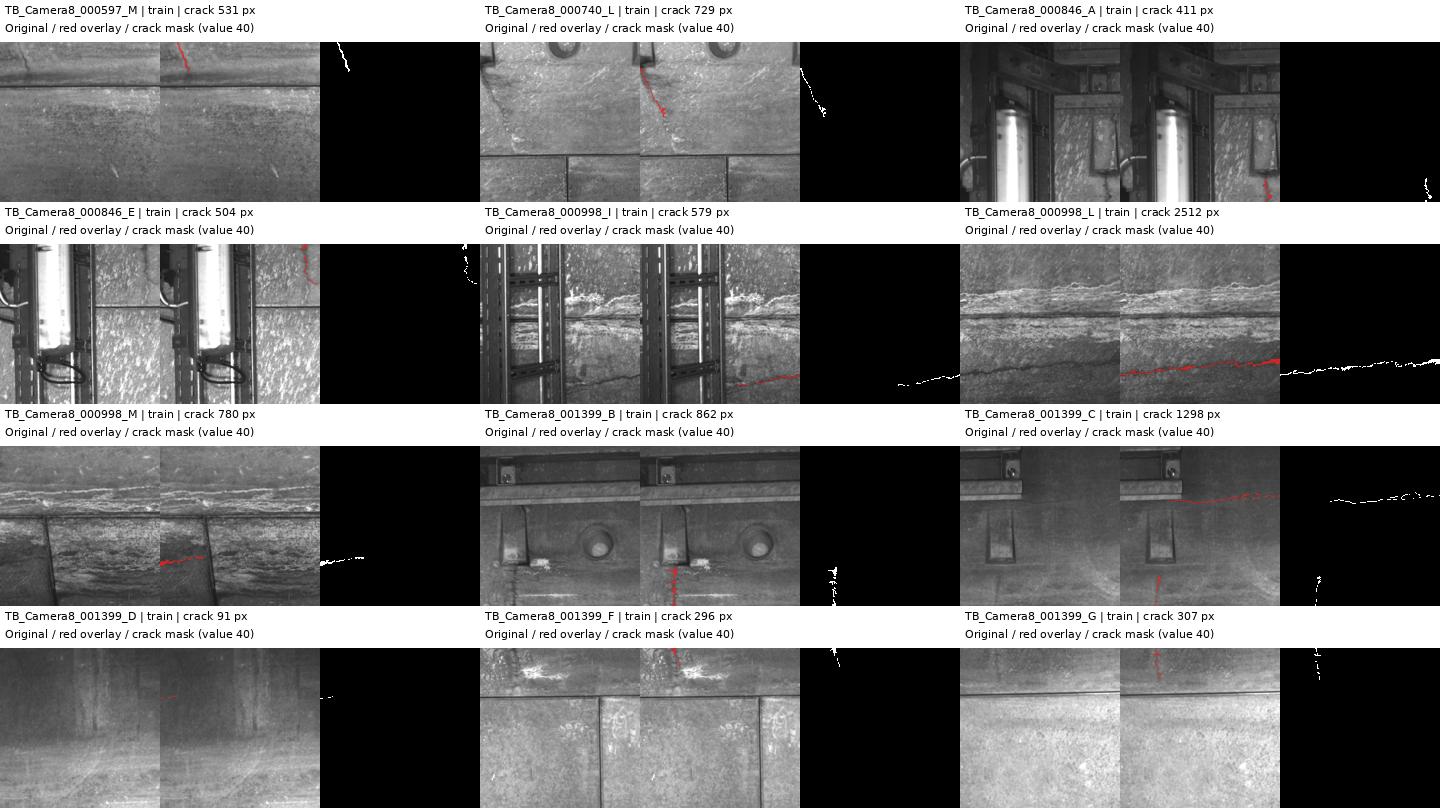 TB_Camera8_000597_M | train | crack 531 px
Original / red overlay / crack mask (value 40)
TB_Camera8_000740_L | train | crack 729 px
Original / red overlay / crack mask (value 40)
TB_Camera8_000846_A | train | crack 411 px
Original / red overlay / crack mask (value 40)
TB_Camera8_000846_E | train | crack 504 px
Original / red overlay / crack mask (value 40)
TB_Camera8_000998_I | train | crack 579 px
Original / red overlay / crack mask (value 40)
TB_Camera8_000998_L | train | crack 2512 px
Original / red overlay / crack mask (value 40)
TB_Camera8_000998_M | train | crack 780 px
Original / red overlay / crack mask (value 40)
TB_Camera8_001399_B | train | crack 862 px
Original / red overlay / crack mask (value 40)
TB_Camera8_001399_C | train | crack 1298 px
Original / red overlay / crack mask (value 40)
TB_Camera8_001399_D | train | crack 91 px
Original / red overlay / crack mask (value 40)
TB_Camera8_001399_F | train | crack 296 px
Original / red overlay / crack mask (value 40)
TB_Camera8_001399_G | train | crack 307 px
Original / red overlay / crack mask (value 40)